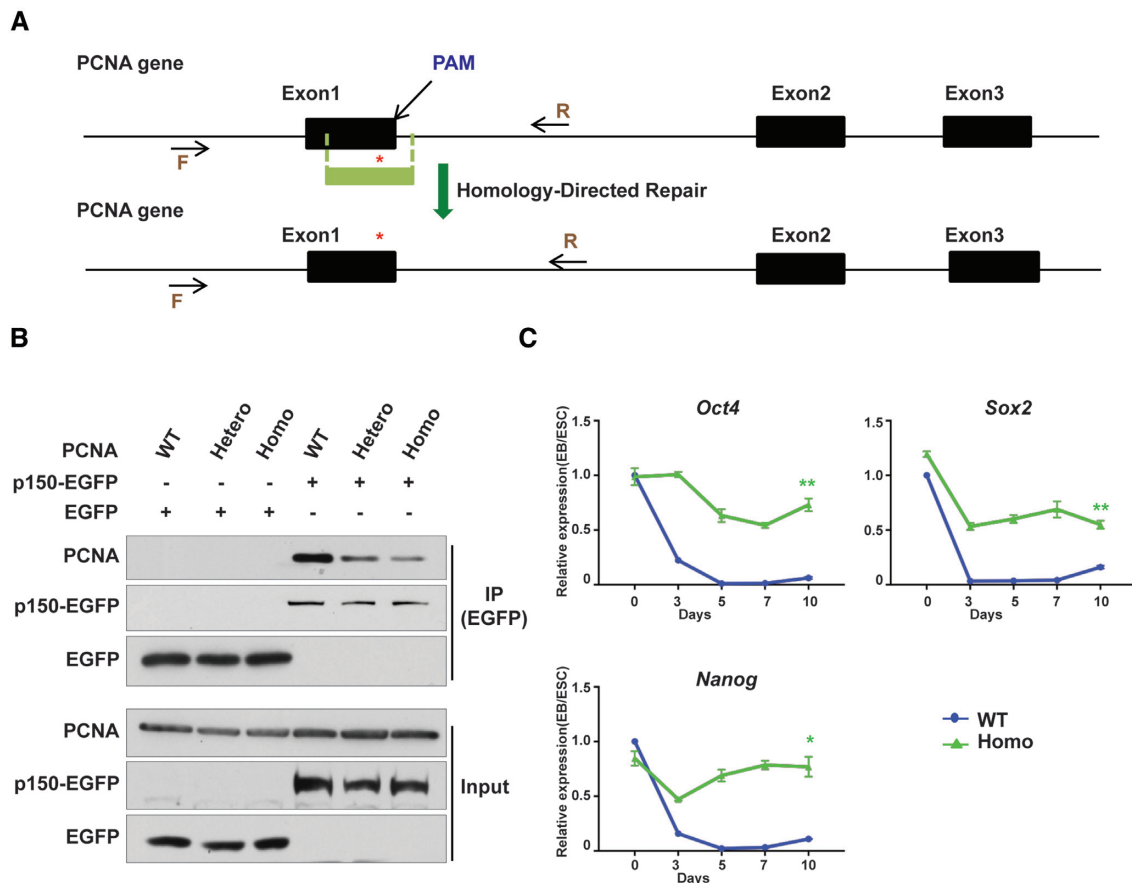 A
PCNA gene
PAM
Exon1
Exon2
Exon3
R
F
*
Homology-Directed Repair
PCNA gene
Exon1
*
R
Exon2
Exon3
F
B
PCNA WT Hetero Homo WT Hetero Homo
p150-EGFP - - - + + +
EGFP + + + - - -
PCNA
p150-EGFP
EGFP
IP
(EGFP)
PCNA
p150-EGFP
EGFP
Input
C
Oct4
Relative expression(EB/ESC)
1.5
1.0
0.5
0
**
0 3 5 7 10
Days
Sox2
Relative expression(EB/ESC)
1.5
1.0
0.5
0
**
0 3 5 7 10
Days
Nanog
Relative expression(EB/ESC)
1.5
1.0
0.5
0
*
0 3 5 7 10
Days
WT
Homo